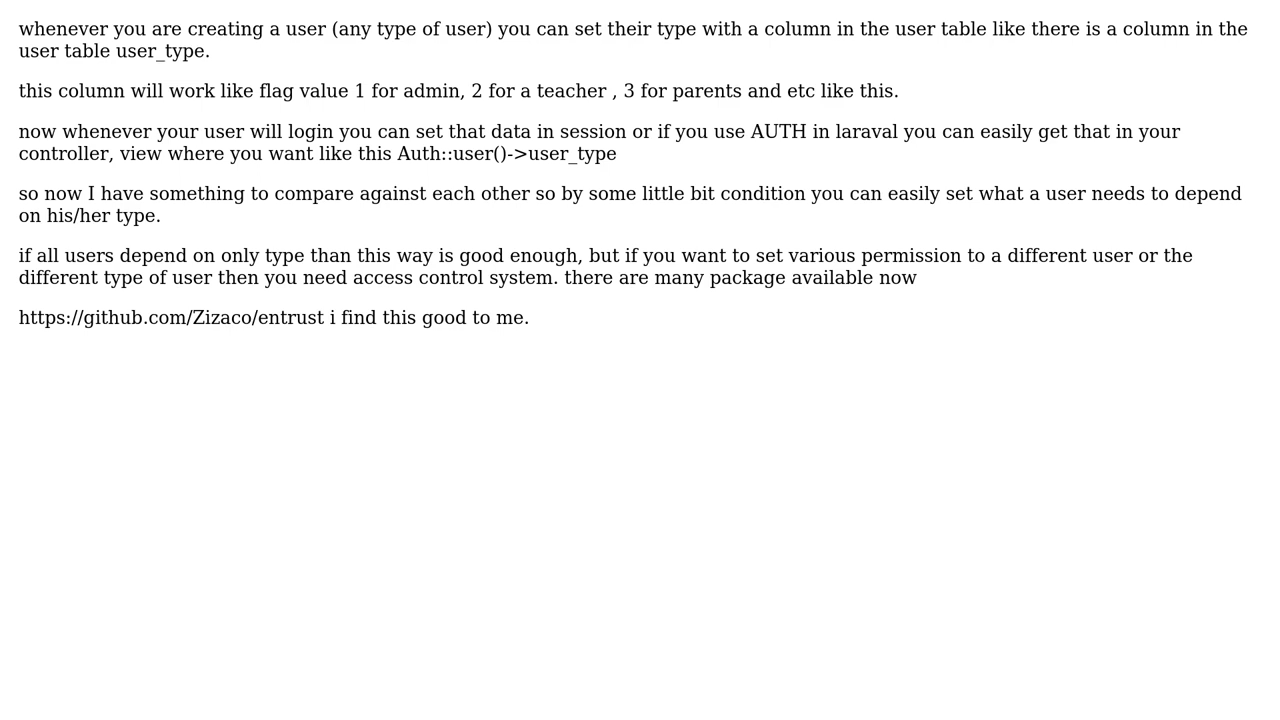 whenever you are creating a user (any type of user) you can set their type with a column in the user table like there is a column in the
user table user_type.
this column will work like flag value 1 for admin, 2 for a teacher , 3 for parents and etc like this.
now whenever your user will login you can set that data in session or if you use AUTH in laraval you can easily get that in your
controller, view where you want like this Auth::user()->user_type
so now I have something to compare against each other so by some little bit condition you can easily set what a user needs to depend
on his/her type.
if all users depend on only type than this way is good enough, but if you want to set various permission to a different user or the
different type of user then you need access control system. there are many package available now
https://github.com/Zizaco/entrust i find this good to me.